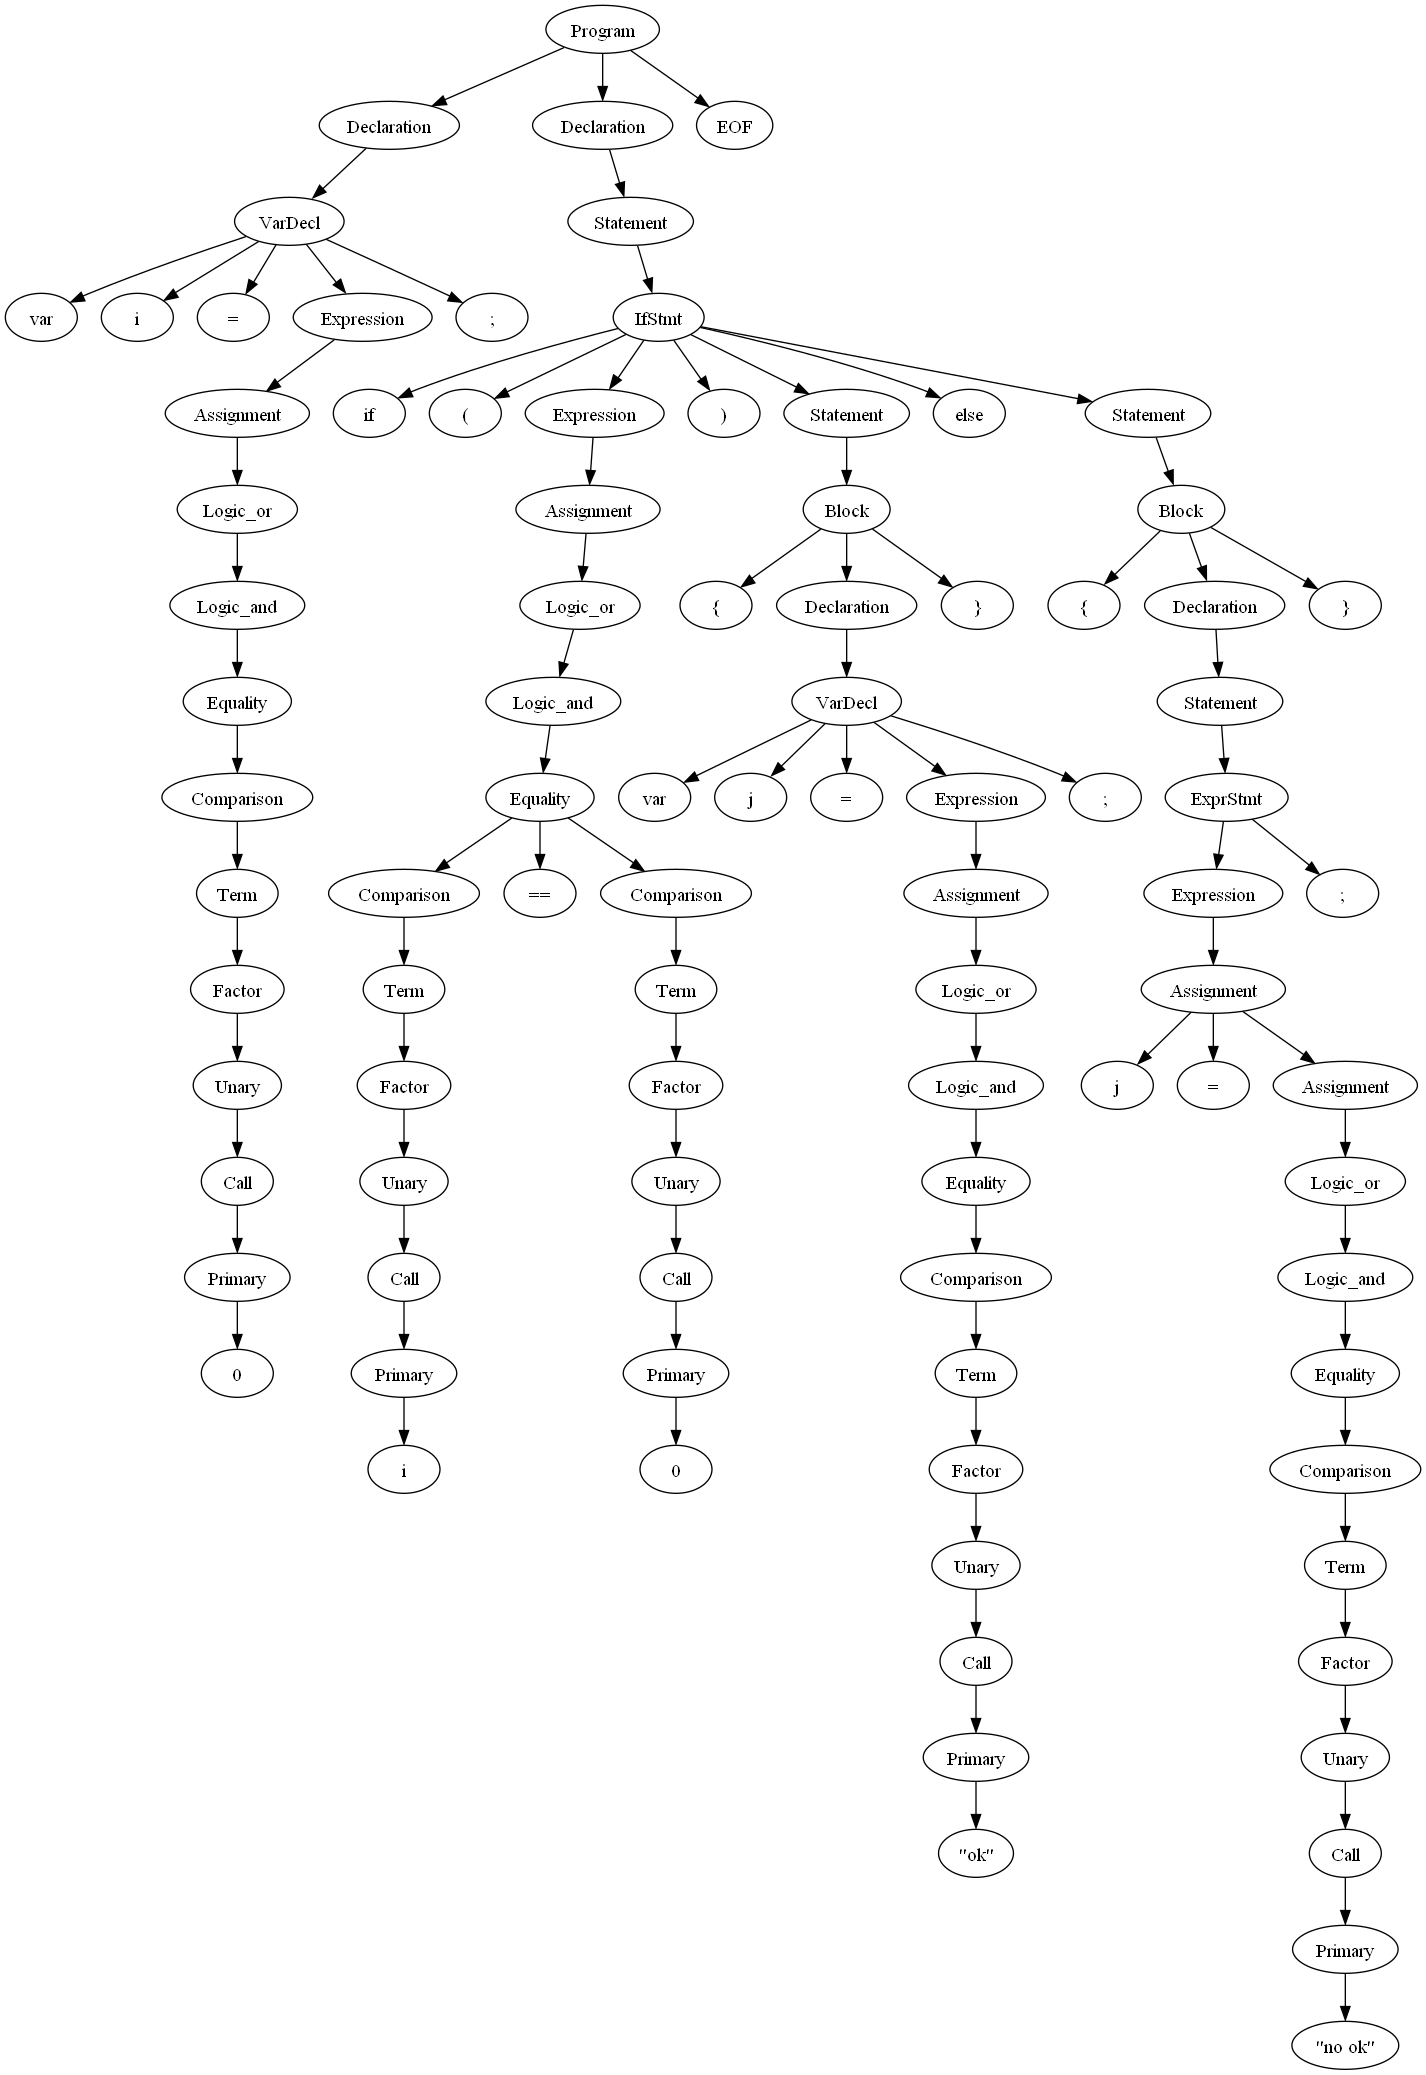 Program
Declaration Declaration EOF
VarDecl Statement
var i = Expression ; IfStmt
Assignment if ( Expression ) Statement else Statement
Logic_or Assignment Block Block
Logic_and Logic_or { Declaration } { Declaration }
Equality Logic_and VarDecl Statement
Comparison Equality var j = Expression ; ExprStmt
Term Comparison == Comparison Assignment Expression ;
Factor Term Term Logic_or Assignment
Unary Factor Factor Logic_and j = Assignment
Call Unary Unary Equality Logic_or
Primary Call Call Comparison Logic_and
0 Primary Primary Term Equality
i 0 Factor Comparison
Unary Term
Call Factor
Primary Unary
"ok" Call
Primary
"no ok"